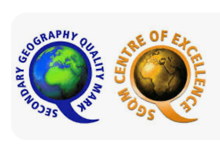 SECONDARY GEOGRAPHY QUALITY MARK
SGQM CENTRE OF EXCELLENCE